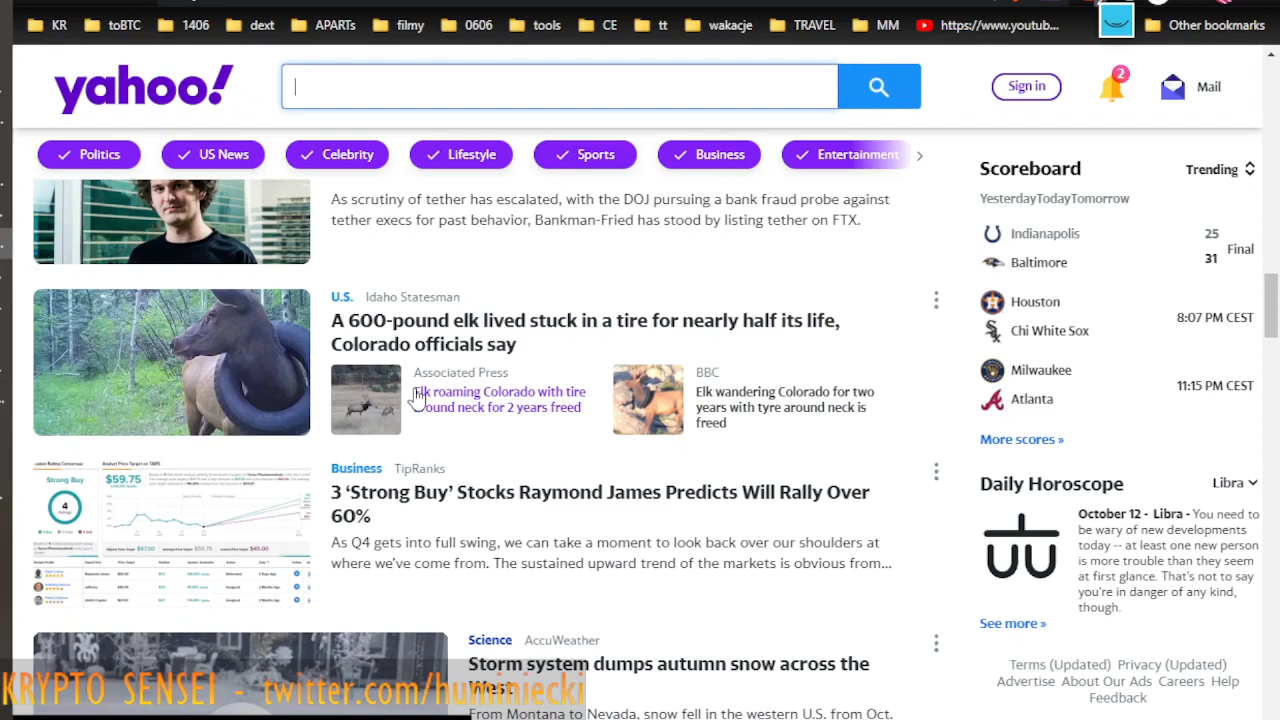 KR toBTC 1406 dext APARTs filmy 0606 tools CE tt wakacje TRAVEL MM https://www.youtub... Other bookmarks
yahoo!
Sign in
2
Mail
Politics US News Celebrity Lifestyle Sports Business Entertainment
As scrutiny of tether has escalated, with the DOJ pursuing a bank fraud probe against
tether execs for past behavior, Bankman-Fried has stood by listing tether on FTX.
U.S. Idaho Statesman
A 600-pound elk lived stuck in a tire for nearly half its life,
Colorado officials say
Associated Press
Elk roaming Colorado with tire
ound neck for 2 years freed
BBC
Elk wandering Colorado for two
years with tyre around neck is
freed
Strong Buy
4
$59.75
Business TipRanks
3 ‘Strong Buy’ Stocks Raymond James Predicts Will Rally Over
60%
As Q4 gets into full swing, we can take a moment to look back over our shoulders at
where we’ve come from. The sustained upward trend of the markets is obvious from...
Science AccuWeather
Storm system dumps autumn snow across the
West
From Montana to Nevada, snow fell in the western U.S. from Oct.
Scoreboard
Trending
YesterdayTodayTomorrow
Indianapolis 25
Final
Baltimore 31
Houston
8:07 PM CEST
Chi White Sox
Milwaukee
11:15 PM CEST
Atlanta
More scores »
Daily Horoscope
Libra
October 12 - Libra - You need to
be wary of new developments
today -- at least one new person
is more trouble than they seem
at first glance. That's not to say
you're in danger of any kind,
though.
See more »
Terms (Updated) Privacy (Updated)
Advertise About Our Ads Careers Help
Feedback
KRYPTO SENSEI - twitter.com/huminiecki